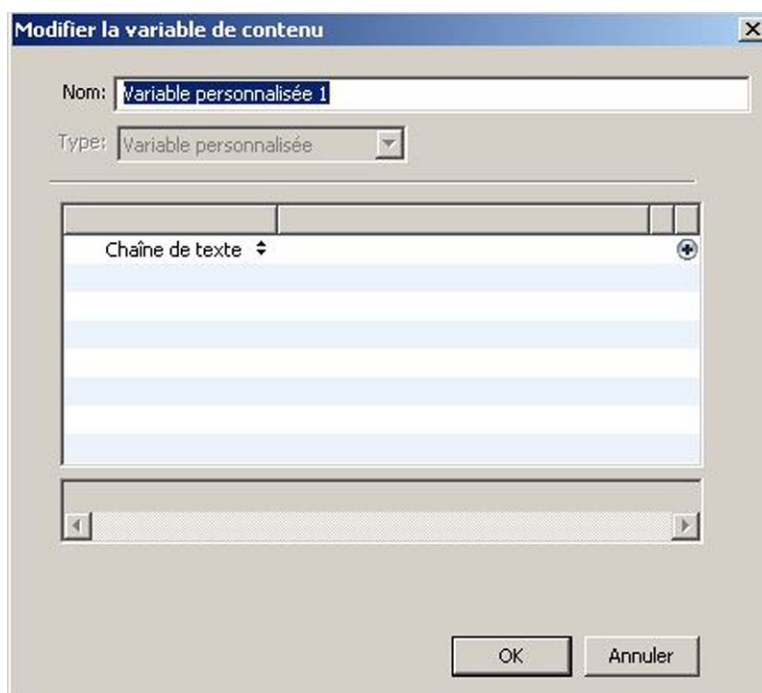 Modifier la variable de contenu
Nom: Variable personnalisée 1
Type: Variable personnalisée
Chaîne de texte
OK Annuler